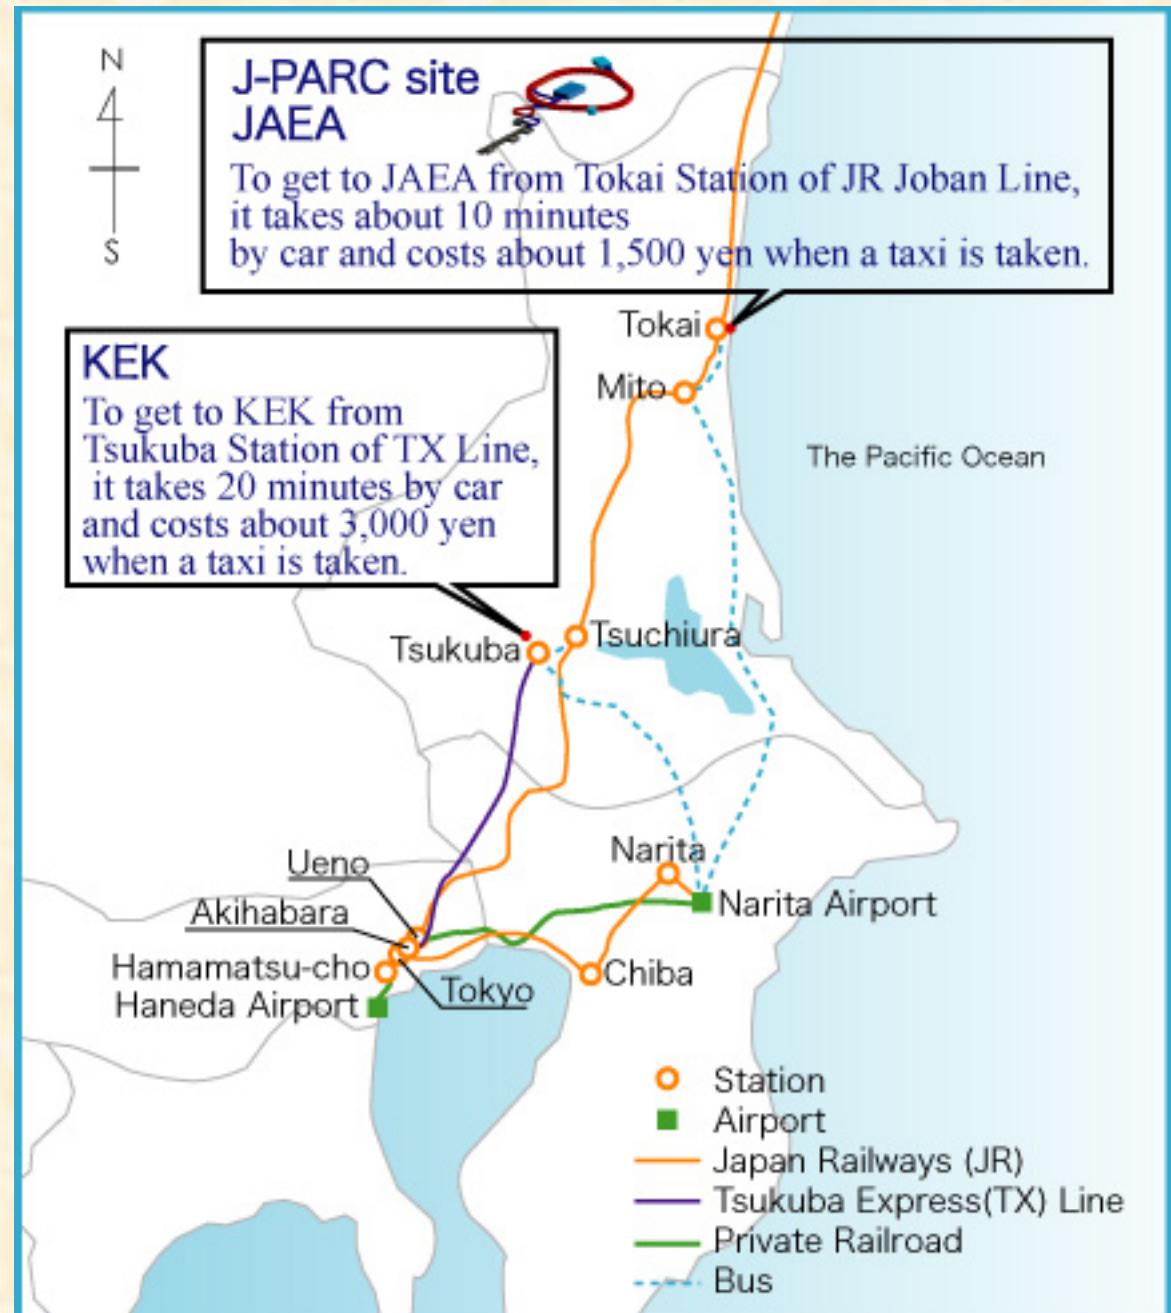 N
S
J-PARC site
JAEA
To get to JAEA from Tokai Station of JR Joban Line,
it takes about 10 minutes
by car and costs about 1,500 yen when a taxi is taken.
Tokai
Mito
KEK
To get to KEK from
Tsukuba Station of TX Line,
it takes 20 minutes by car
and costs about 3,000 yen
when a taxi is taken.
The Pacific Ocean
Tsukuba
Tsuchiura
Ueno
Narita
Akihabara
Narita Airport
Hamamatsu-cho
Chiba
Haneda Airport
Tokyo
Station
Airport
Japan Railways (JR)
Tsukuba Express(TX) Line
Private Railroad
Bus